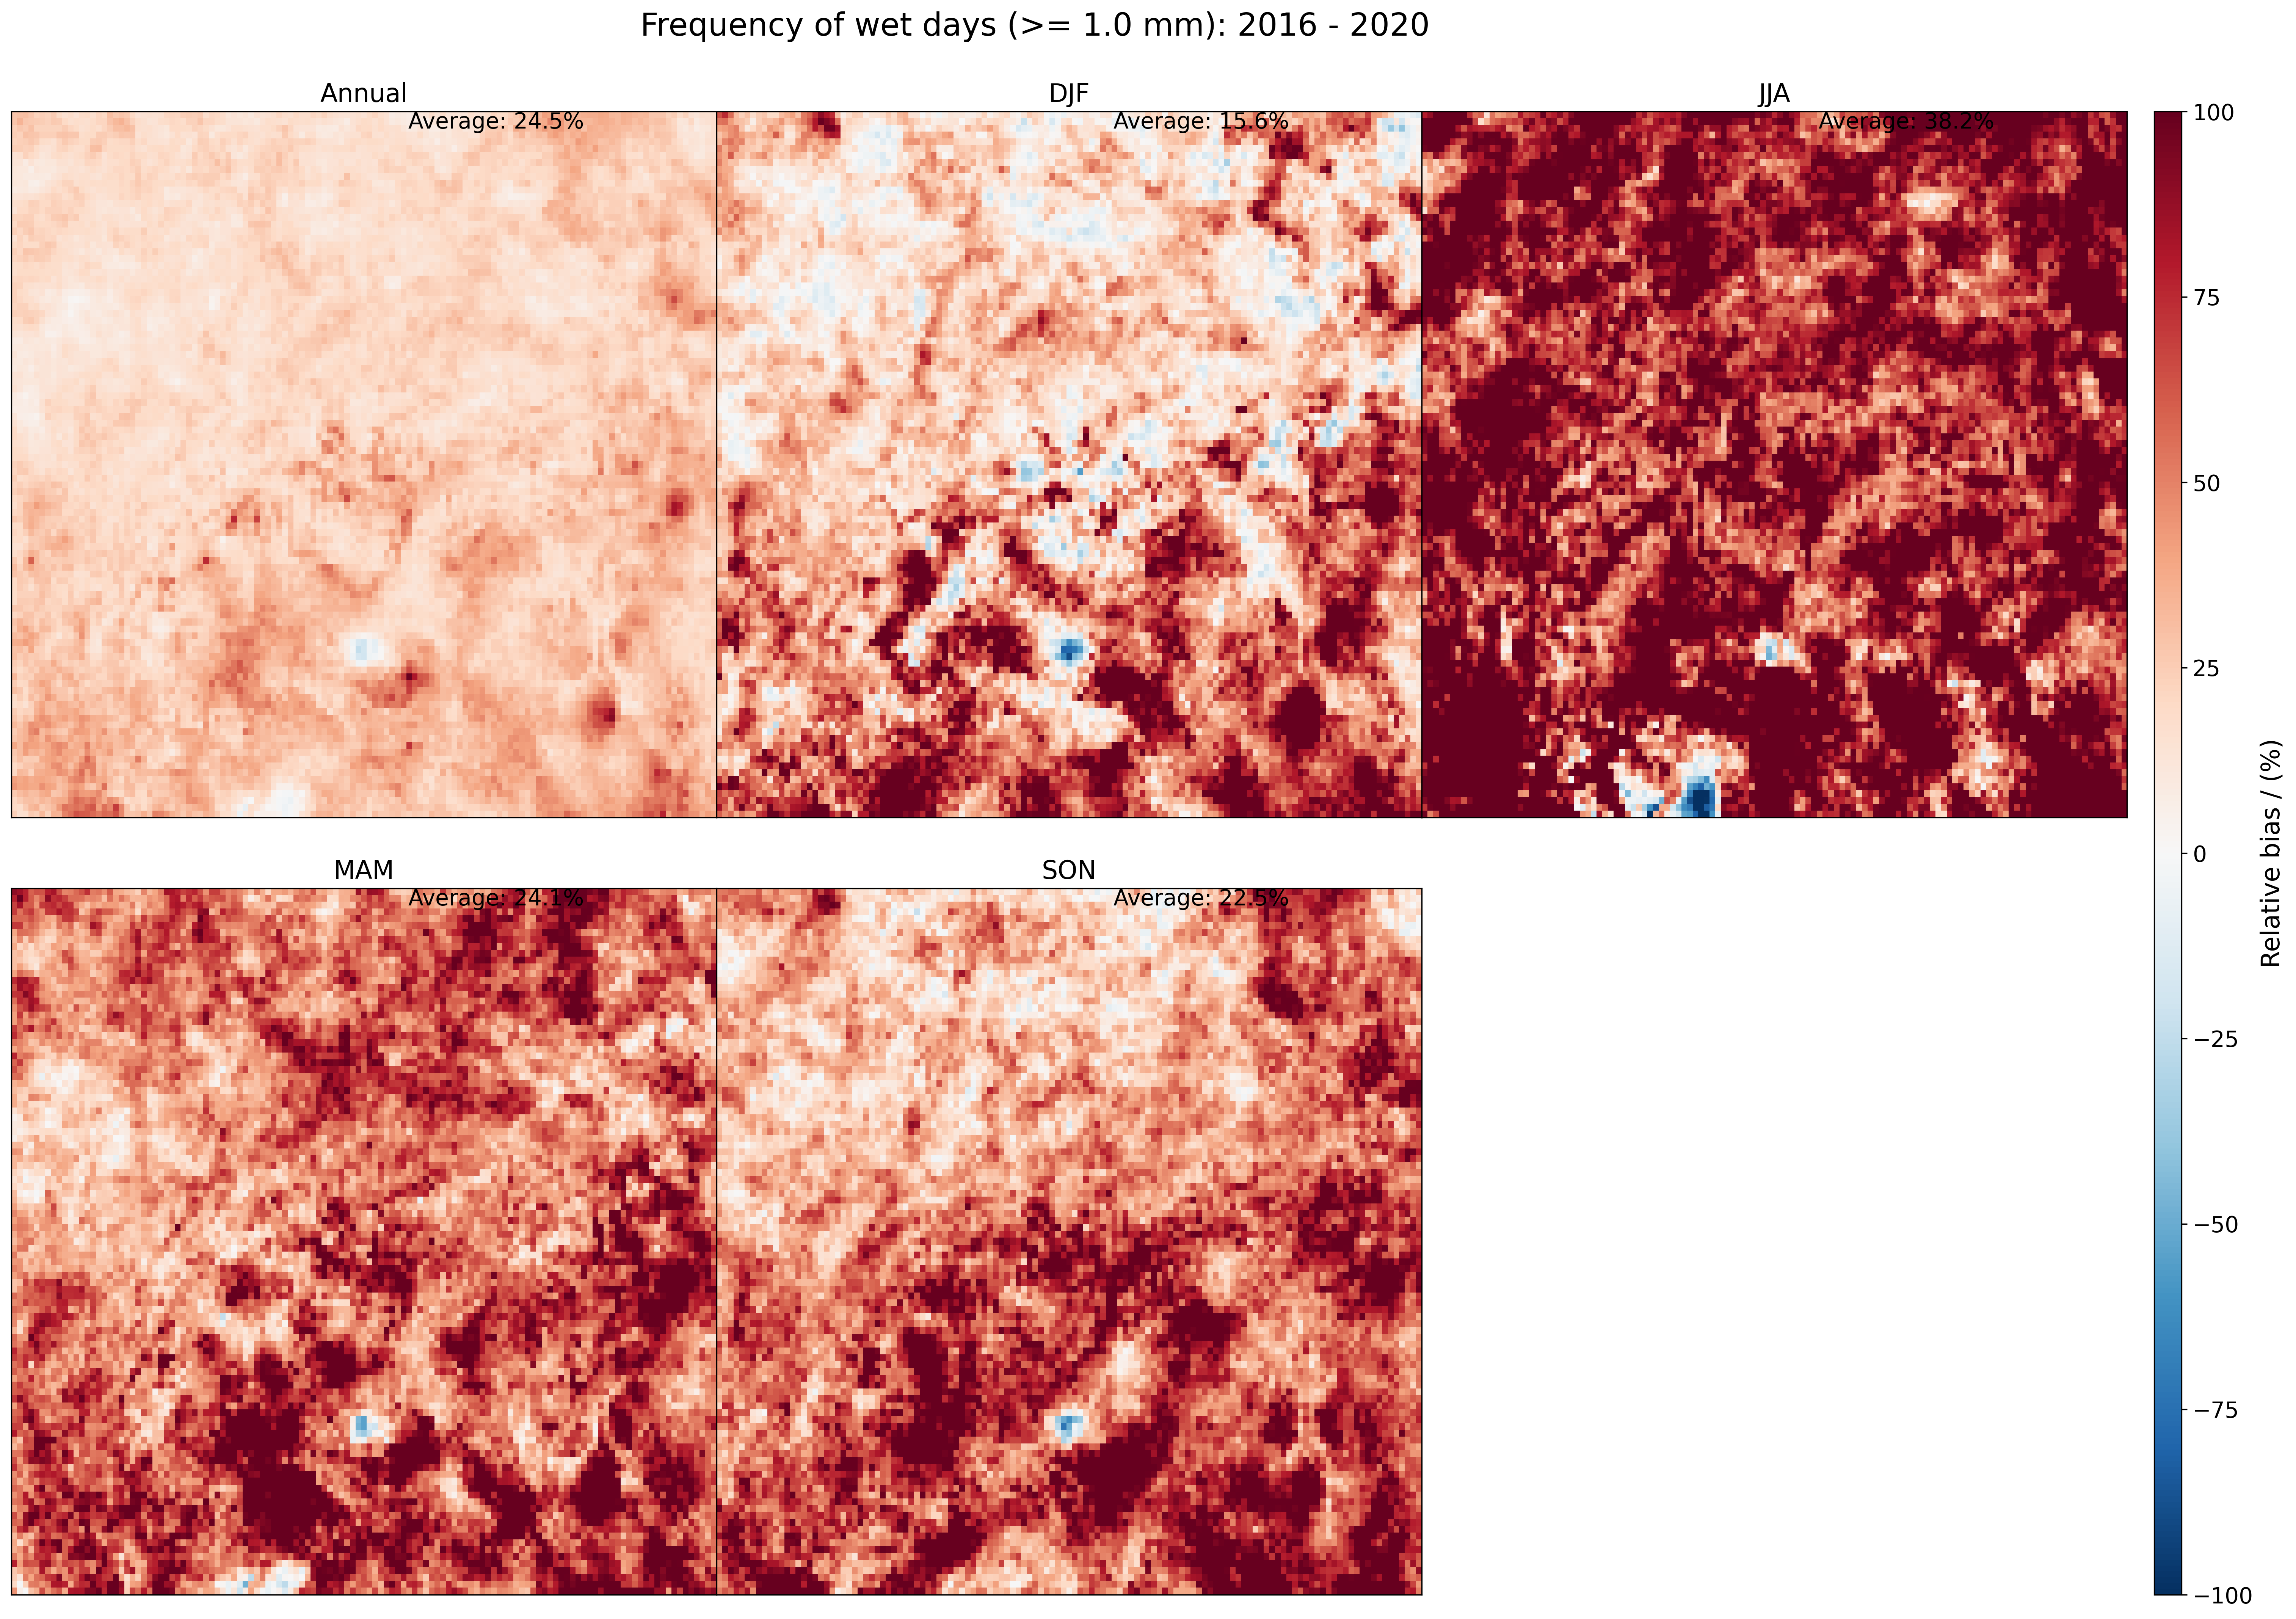 Frequency of wet days (>= 1.0 mm): 2016 - 2020
Annual
Average: 24.5%
DJF
Average: 15.6%
JJA
Average: 38.2%
MAM
Average: 24.1%
SON
Average: 22.5%
100
75
50
25
0
−25
−50
−75
−100
Relative bias / (%)